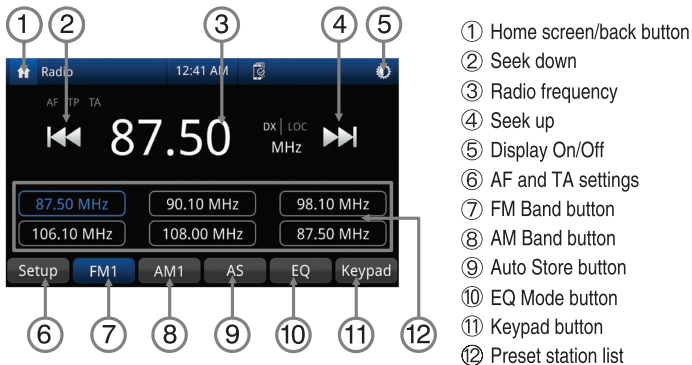 ① ② ③ ④ ⑤
Radio 12:41 AM
AF TP TA
87.50 DX | LOC
MHz
87.50 MHz 90.10 MHz 98.10 MHz
106.10 MHz 108.00 MHz 87.50 MHz
Setup FM1 AM1 AS EQ Keypad
⑥ ⑦ ⑧ ⑨ ⑩ ⑪ ⑫
① Home screen/back button
② Seek down
③ Radio frequency
④ Seek up
⑤ Display On/Off
⑥ AF and TA settings
⑦ FM Band button
⑧ AM Band button
⑨ Auto Store button
⑩ EQ Mode button
⑪ Keypad button
⑫ Preset station list